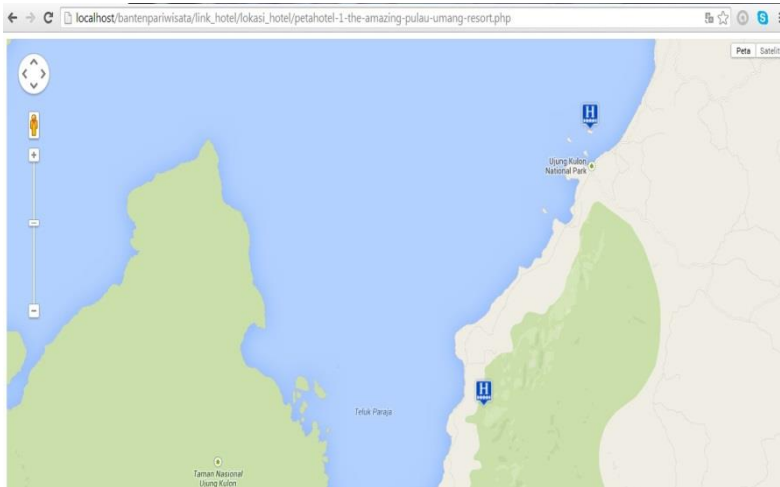 localhost/bantenpariwisata/link_hotel/lokasi_hotel/petahotel-1-the-amazing-pulau-umang-resort.php
Peta Satelit
H
Ujung Kulon
National Park
H
Teluk Paraja
Taman Nasional
Ujung Kulon